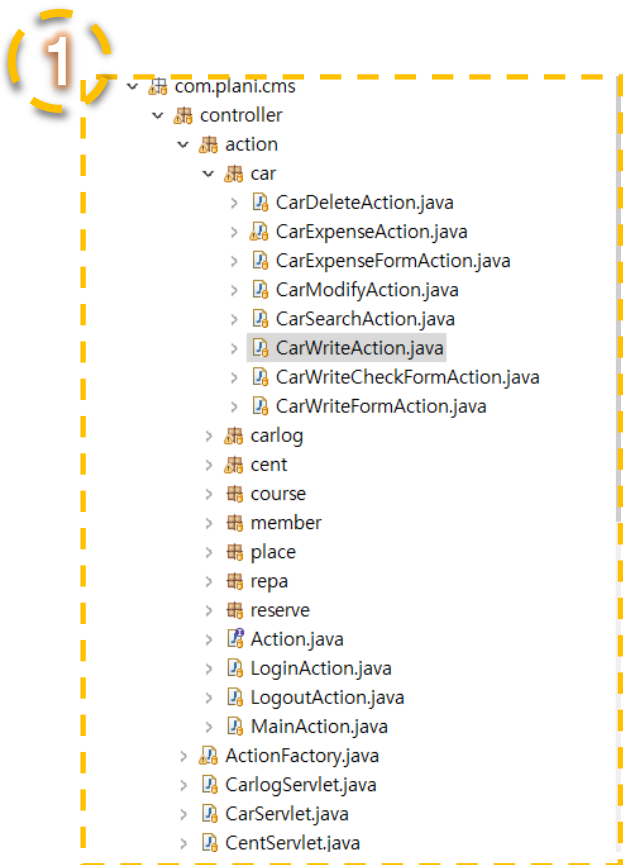 1
com.plani.cms
controller
action
car
CarDeleteAction.java
CarExpenseAction.java
CarExpenseFormAction.java
CarModifyAction.java
CarSearchAction.java
CarWriteAction.java
CarWriteCheckFormAction.java
CarWriteFormAction.java
carlog
cent
course
member
place
repa
reserve
Action.java
LoginAction.java
LogoutAction.java
MainAction.java
ActionFactory.java
CarlogServlet.java
CarServlet.java
CentServlet.java